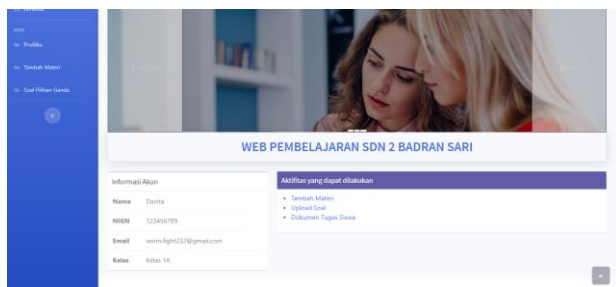 Profilku
Tambah Materi
Soal Pilihan Ganda
WEB PEMBELAJARAN SDN 2 BADRAN SARI
Informasi Akun
Nama Davita
NIGN 123456789
Email
Kelas Kelas 1A
Aktifitas yang dapat dilakukan
Tambah Materi
Upload Soal
Dokumen Tugas Siswa